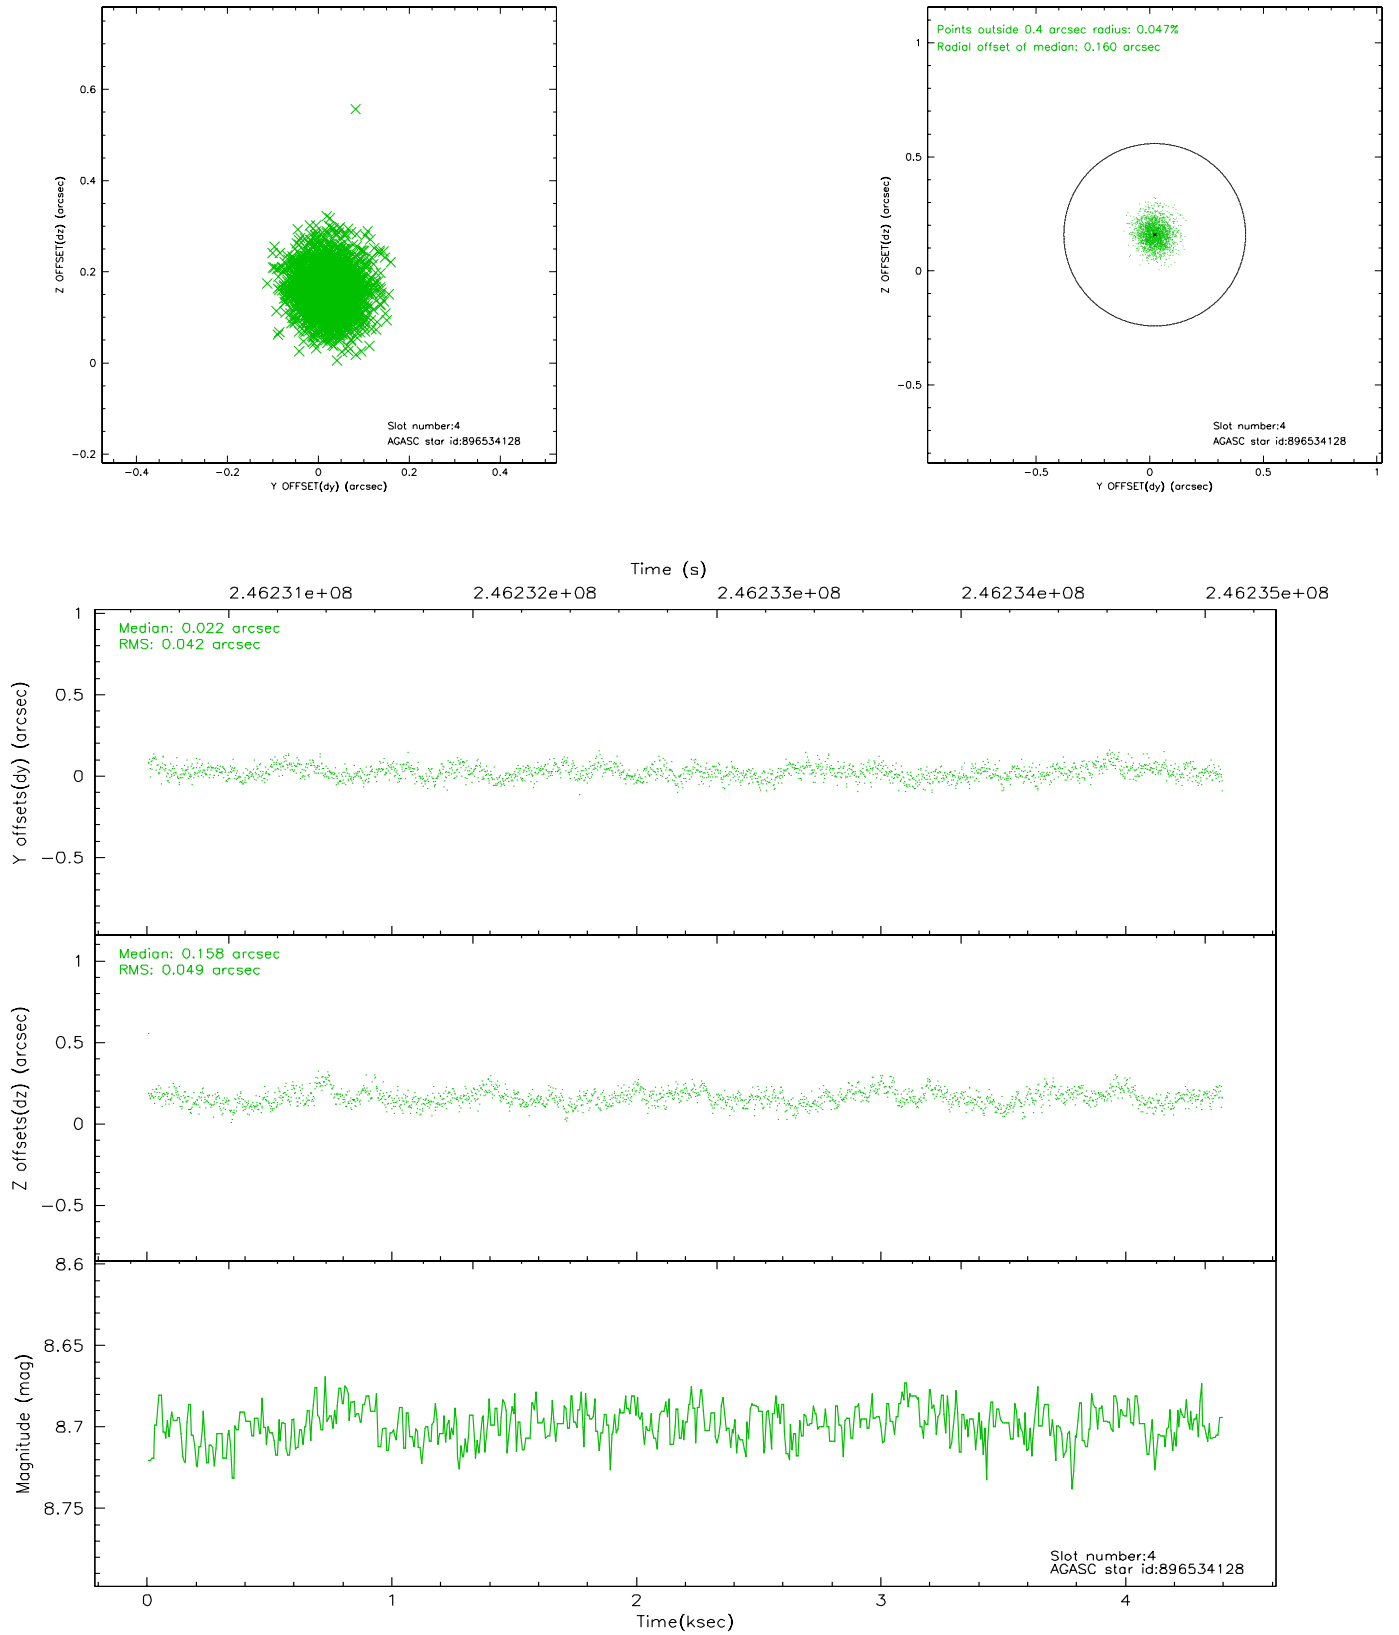 0.6
0.4
0.2
0
−0.2
Z OFFSET(dz) (arcsec)
−0.4 −0.2 0 0.2 0.4
Y OFFSET(dy) (arcsec)
Slot number:4
AGASC star id:896534128
Points outside 0.4 arcsec radius: 0.047%
Radial offset of median: 0.160 arcsec
1
0.5
0
−0.5
Z OFFSET(dz) (arcsec)
−0.5 0 0.5 1
Y OFFSET(dy) (arcsec)
Slot number:4
AGASC star id:896534128
Time (s)
2.46231e+08 2.46232e+08 2.46233e+08 2.46234e+08 2.46235e+08
Median: 0.022 arcsec
RMS: 0.042 arcsec
1
0.5
0
−0.5
Y offsets(dy) (arcsec)
Median: 0.158 arcsec
RMS: 0.049 arcsec
1
0.5
0
−0.5
Z offsets(dz) (arcsec)
8.6
8.65
8.7
8.75
Magnitude (mag)
Slot number:4
AGASC star id:896534128
0 1 2 3 4
Time(ksec)